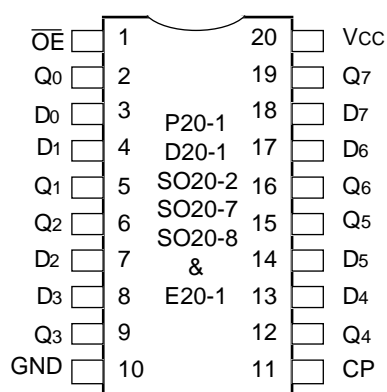 OE 1 20 VCC
Q0 2 19 Q7
D0 3 18 D7
P20-1
D1 4 17 D6
D20-1
Q1 5 SO20-2 16 Q6
SO20-7
Q2 6 15 Q5
SO20-8
D2 7 & 14 D5
D3 8 E20-1 13 D4
Q3 9 12 Q4
GND 10 11 CP